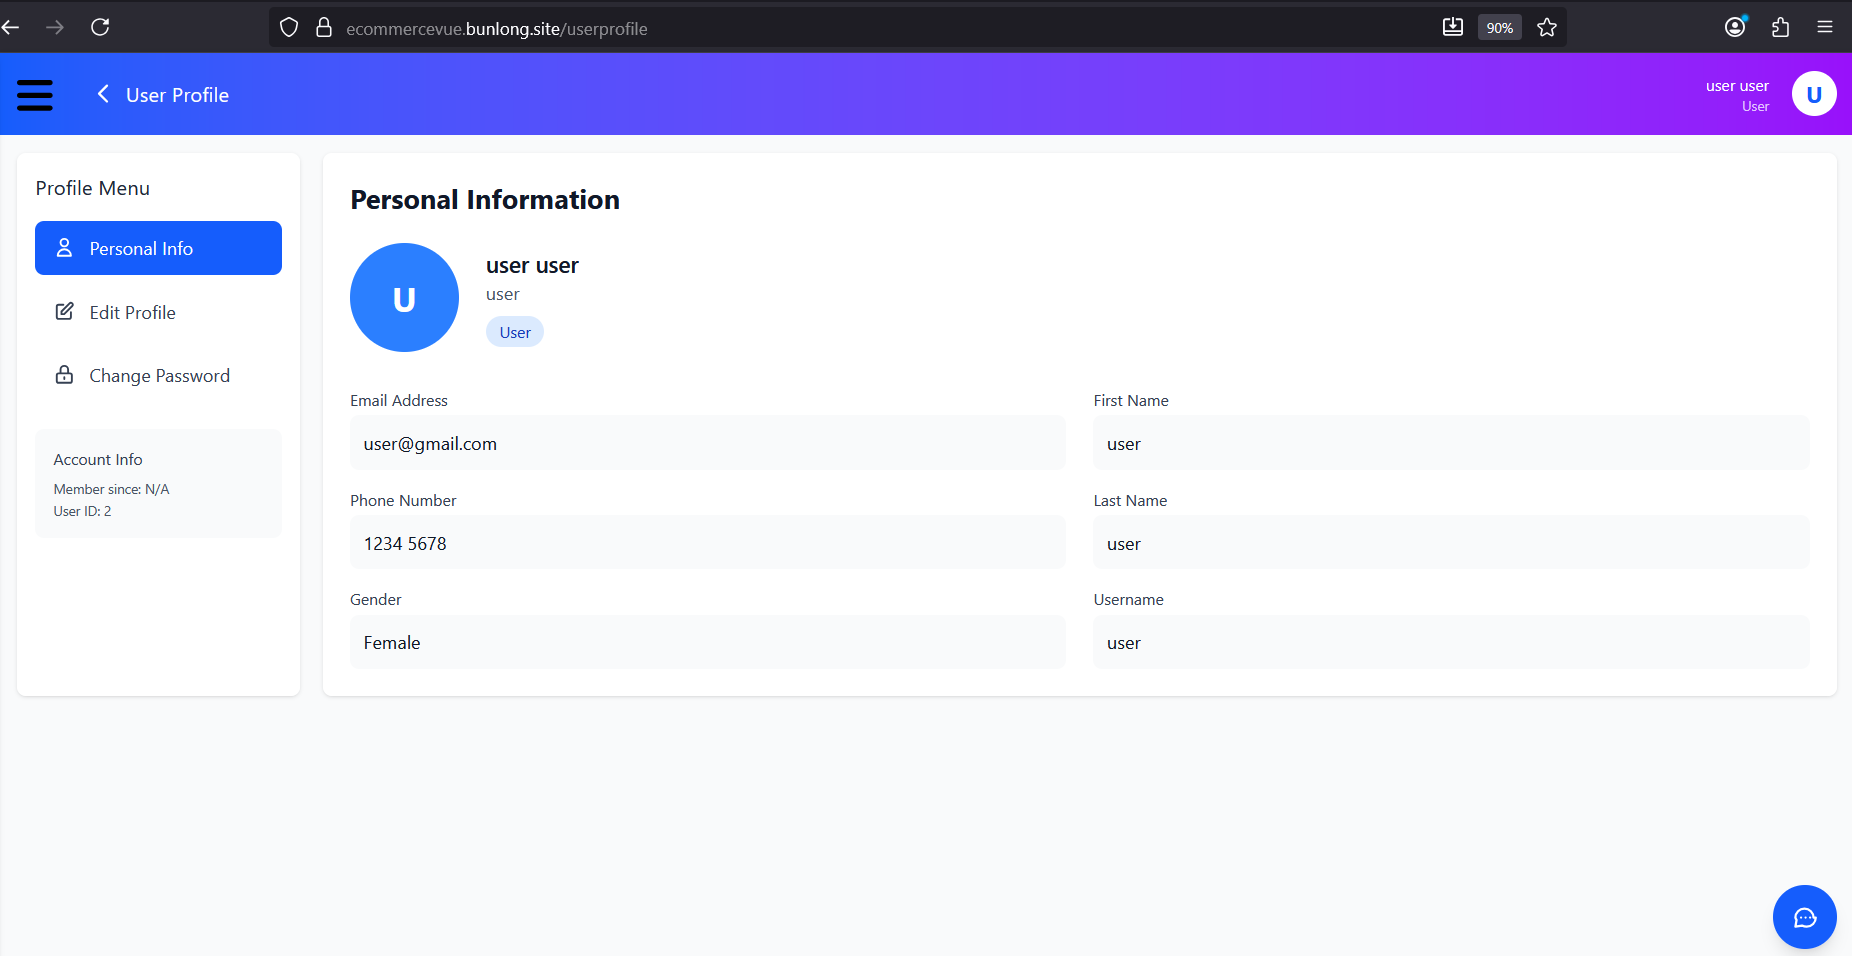 ecommercevue.bunlong.site/userprofile
90%
User Profile
user user
User
U
Profile Menu
Personal Info
Edit Profile
Change Password
Account Info
Member since: N/A
User ID: 2
Personal Information
U
user user
user
User
Email Address
user@gmail.com
First Name
user
Phone Number
1234 5678
Last Name
user
Gender
Female
Username
user